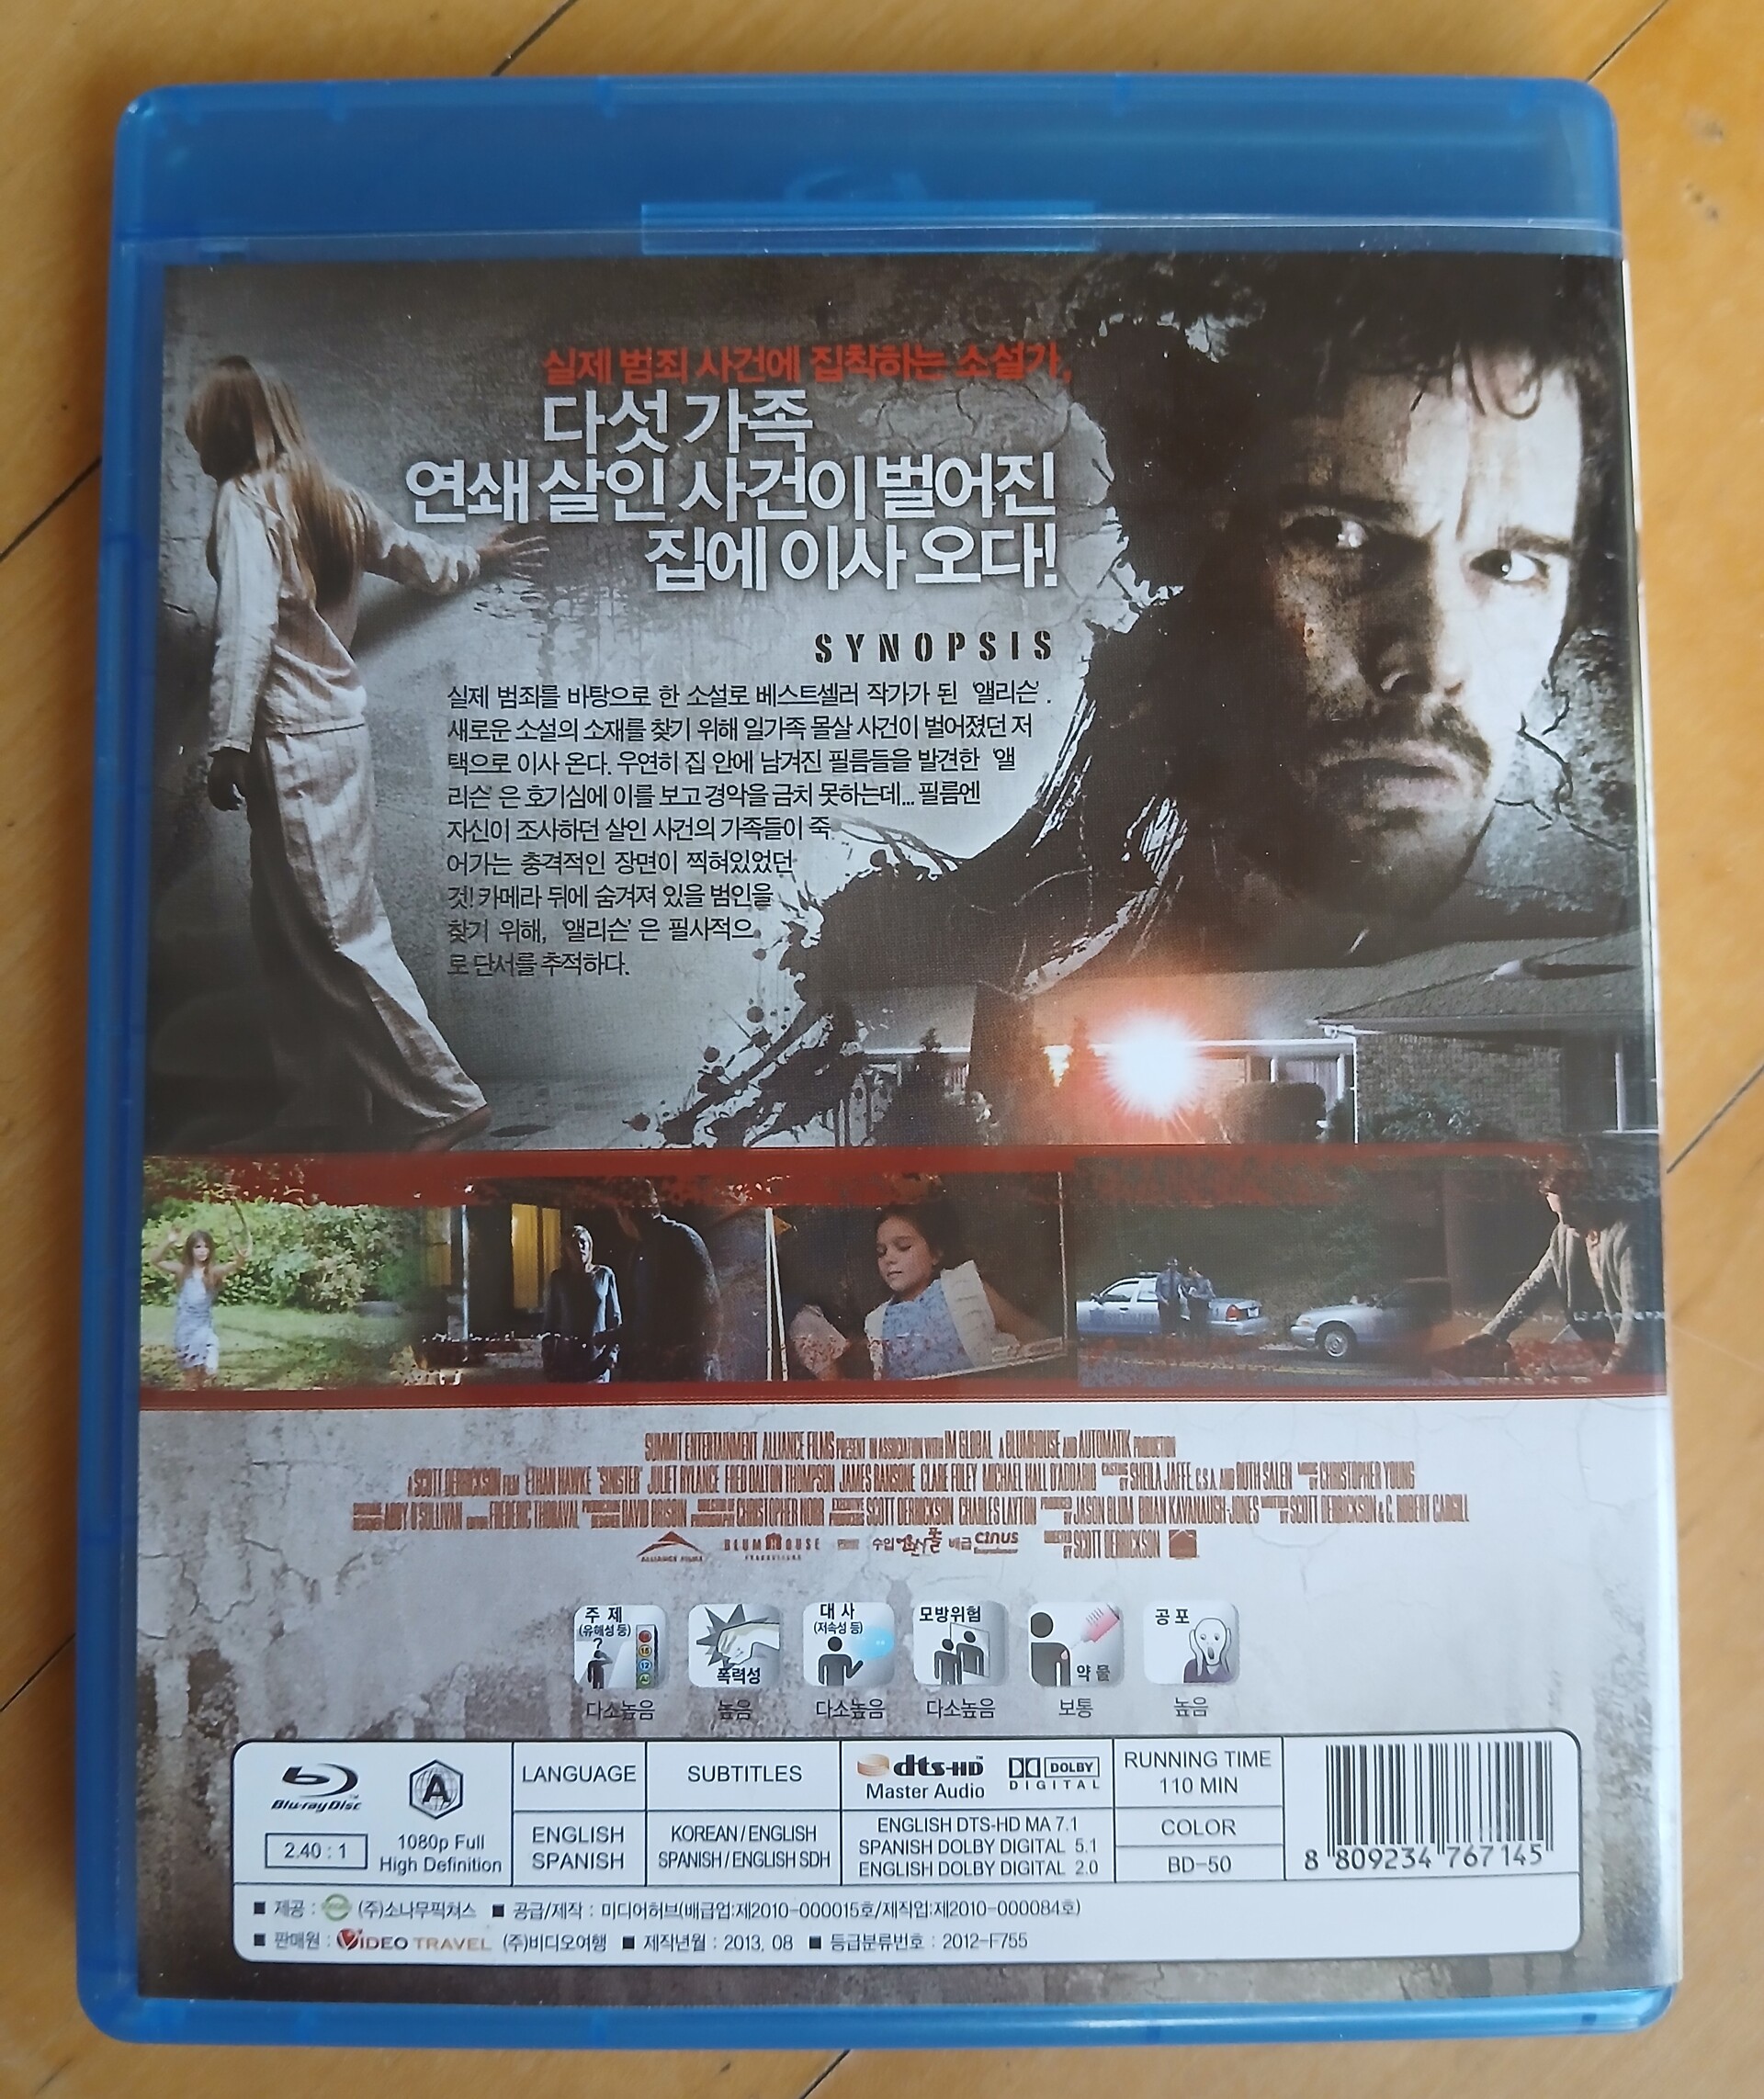 실제 범죄 사건에 집착하는 소설가,
다섯 가족
연쇄 살인 사건이 벌어진
집에 이사 오다!
SYNOPSIS
실제 범죄를 바탕으로 한 소설로 베스트셀러 작가가 된 '앨리슨'.
새로운 소설의 소재를 찾기 위해 일가족 몰살 사건이 벌어졌던 저
택으로 이사 온다. 우연히 집 안에 남겨진 필름들을 발견한 '앨
리슨' 은 호기심에 이를 보고 경악을 금치 못하는데... 필름엔
자신이 조사하던 살인 사건의 가족들이 죽
어가는 충격적인 장면이 찍혀있었던
것! 카메라 뒤에 숨겨져 있을 범인을
찾기 위해, '앨리슨' 은 필사적으
로 단서를 추적하다.
SUMMIT ENTERTAINMENT ALLIANCE FILMS PRESENT IN ASSOCIATION WITH IM GLOBAL A BLUMHOUSE AND AUTOMATIK PRODUCTION
A SCOTT DERRICKSON FILM ETHAN HAWKE 'SINISTER' JULIET RYLANCE FRED DALTON THOMPSON JAMES RANSONE CLARE FOLEY MICHAEL HALL D'ADDARIO CASTING BY SHEILA JAFFE, C.S.A. AND RUTH SALEN MUSIC BY CHRISTOPHER YOUNG
ABBY O'SULLIVAN FREDERIC THORAVAL DAVID BRISBIN CHRISTOPHER NORR SCOTT DERRICKSON CHARLES LAYTON BY JASON BLUM BRIAN KAVANAUGH-JONES BY SCOTT DERRICKSON & C. ROBERT CARGILL
ALLIANCE FILMS BLUMHOUSE PRODUCTIONS 수입 배급 cinus Entertainment BY SCOTT DERRICKSON
주 제 (유해성 등) 폭력성 대 사 (저속성 등) 모방위험 약 물 공 포
다소높음 높음 다소높음 다소높음 보통 높음
Blu-ray Disc A LANGUAGE SUBTITLES dts-HD Master Audio DOLBY DIGITAL RUNNING TIME 110 MIN
2.40 : 1 1080p Full High Definition
ENGLISH SPANISH
KOREAN / ENGLISH
SPANISH / ENGLISH SDH
ENGLISH DTS-HD MA 7.1
SPANISH DOLBY DIGITAL 5.1
ENGLISH DOLBY DIGITAL 2.0
COLOR
BD-50
8 809234 767145
■ 제공 : (주)소나무픽쳐스 ■ 공급/제작 : 미디어허브(배급업:제2010-000015호/제작업:제2010-000084호)
■ 판매원 : VIDEO TRAVEL (주)비디오여행 ■ 제작년월 : 2013. 08 ■ 등급분류번호 : 2012-F755